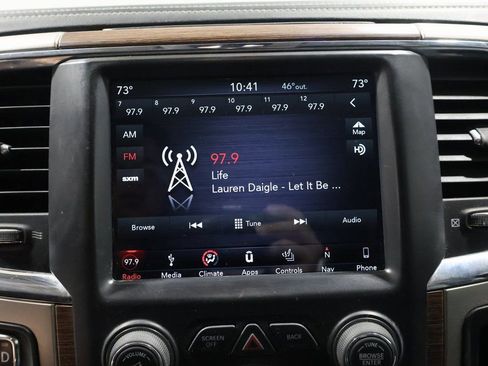 73° 10:41 46°out. 73°
7 8 9 10 11 12
97.9 97.9 97.9 97.9 97.9 97.9
AM
Map
FM
HD
97.9
sxm
Life
Lauren Daigle - Let It Be ...
Browse Tune Audio
97.9 N
Radio Media Climate Apps Controls Nav Phone
SCREEN OFF BACK
VOLUME TUNE
BROWSE
ENTER
D